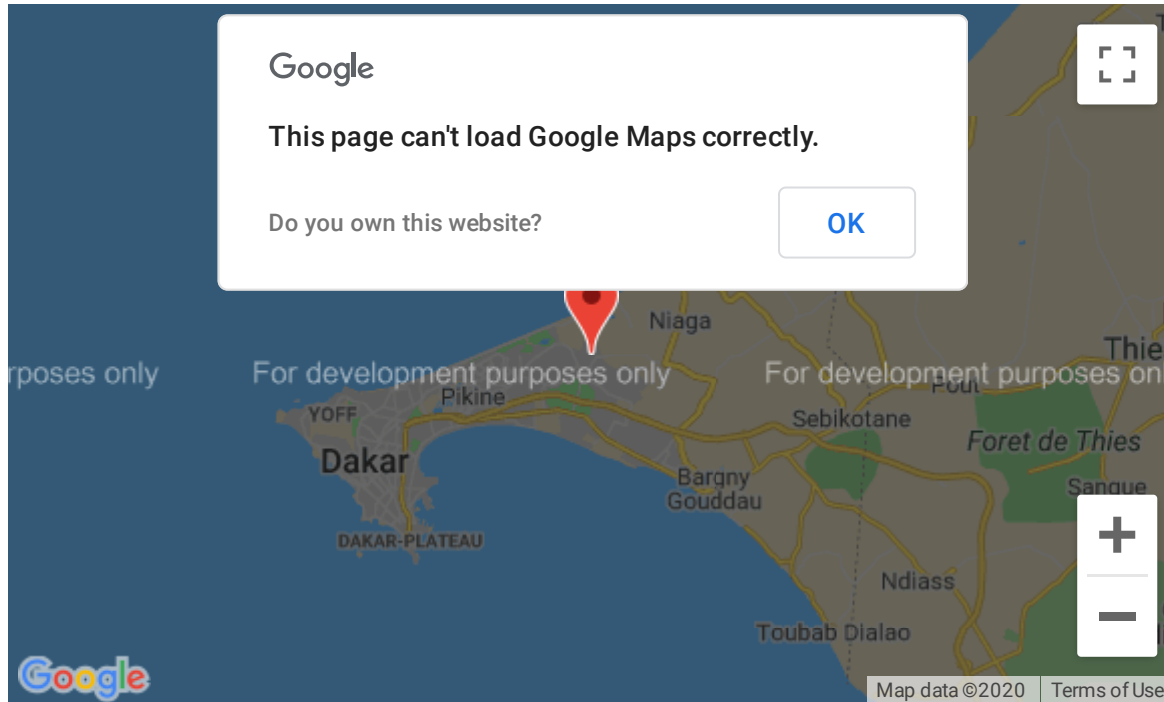 Google
This page can't load Google Maps correctly.
Do you own this website?
OK
Niaga
Thie
rposes only
For development purposes only
For development purposes on
Pikine
Pout
YOFF
Sebikotane
Dakar
Foret de Thies
Bargny
Gouddau
Sangue
DAKAR-PLATEAU
Ndiass
Toubab Dialao
Google
Map data ©2020
Terms of Use